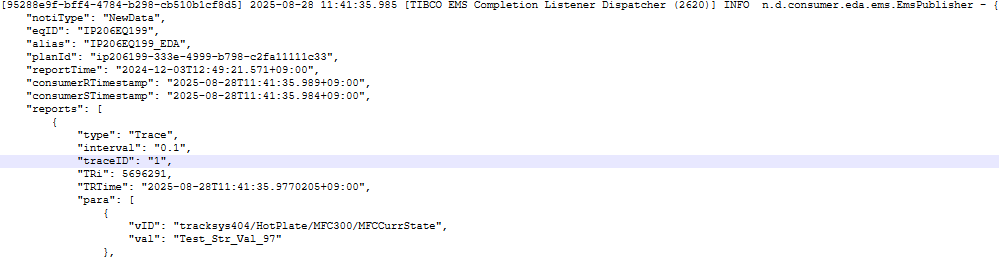 [95288e9f-bff4-4784-b298-cb510b1cf8d5] 2025-08-28 11:41:35.985 [TIBCO EMS Completion Listener Dispatcher (2620)] INFO  n.d.consumer.eda.ems.EmsPublisher - {
    "notiType": "NewData",
    "eqID": "IP206EQ199",
    "alias": "IP206EQ199_EDA",
    "planId": "ip206199-333e-4999-b798-c2fa11111c33",
    "reportTime": "2024-12-03T12:49:21.571+09:00",
    "consumerRTimestamp": "2025-08-28T11:41:35.989+09:00",
    "consumerSTimestamp": "2025-08-28T11:41:35.984+09:00",
    "reports": [
        {
            "type": "Trace",
            "interval": "0.1",
            "traceID": "1",
            "TRi": 5696291,
            "TRTime": "2025-08-28T11:41:35.9770205+09:00",
            "para": [
                {
                    "vID": "tracksys404/HotPlate/MFC300/MFCCurrState",
                    "val": "Test_Str_Val_97"
                },